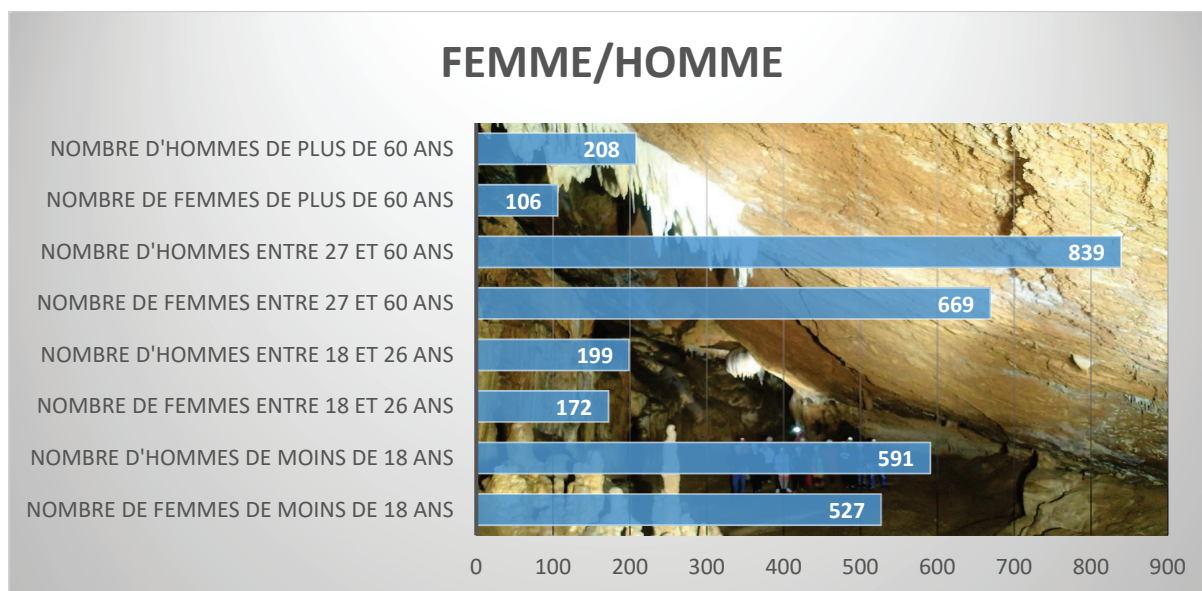 FEMME/HOMME
NOMBRE D'HOMMES DE PLUS DE 60 ANS 208
NOMBRE DE FEMMES DE PLUS DE 60 ANS 106
NOMBRE D'HOMMES ENTRE 27 ET 60 ANS 839
NOMBRE DE FEMMES ENTRE 27 ET 60 ANS 669
NOMBRE D'HOMMES ENTRE 18 ET 26 ANS 199
NOMBRE DE FEMMES ENTRE 18 ET 26 ANS 172
NOMBRE D'HOMMES DE MOINS DE 18 ANS 591
NOMBRE DE FEMMES DE MOINS DE 18 ANS 527
0 100 200 300 400 500 600 700 800 900